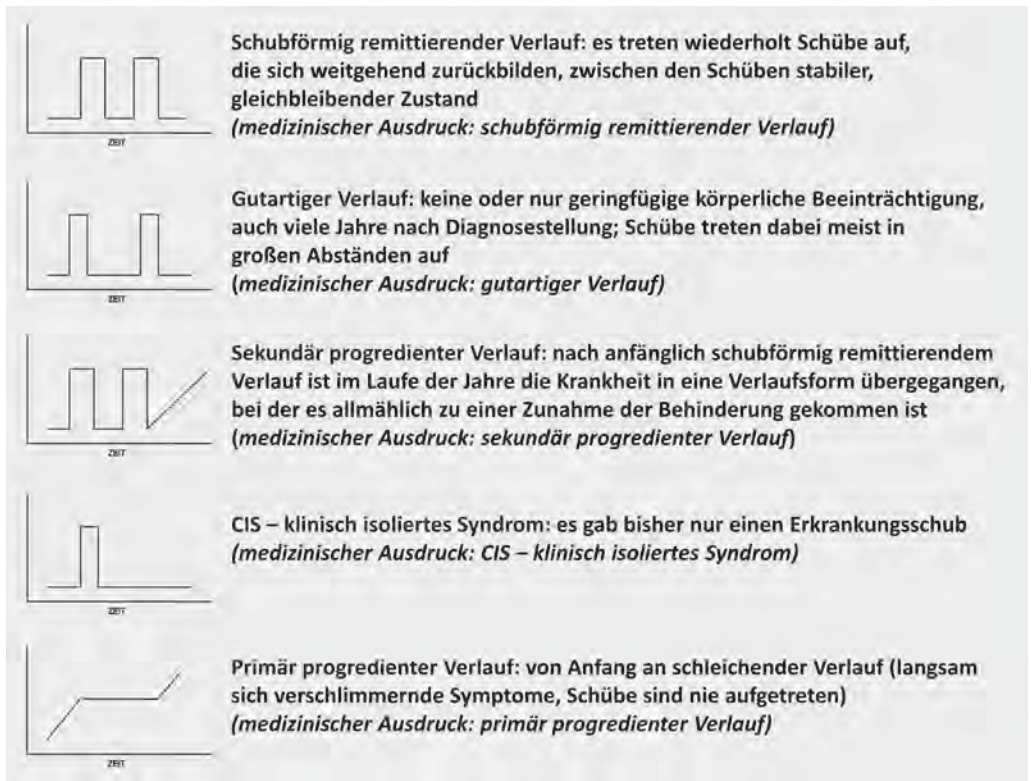 Schubförmig remittierender Verlauf: es treten wiederholt Schübe auf,
die sich weitgehend zurückbilden, zwischen den Schüben stabiler,
gleichbleibender Zustand
(medizinischer Ausdruck: schubförmig remittierender Verlauf)
ZEIT
Gutartiger Verlauf: keine oder nur geringfügige körperliche Beeinträchtigung,
auch viele Jahre nach Diagnosestellung; Schübe treten dabei meist in
großen Abständen auf
(medizinischer Ausdruck: gutartiger Verlauf)
ZEIT
Sekundär progredienter Verlauf: nach anfänglich schubförmig remittierendem
Verlauf ist im Laufe der Jahre die Krankheit in eine Verlaufsform übergegangen,
bei der es allmählich zu einer Zunahme der Behinderung gekommen ist
(medizinischer Ausdruck: sekundär progredienter Verlauf)
ZEIT
CIS – klinisch isoliertes Syndrom: es gab bisher nur einen Erkrankungsschub
(medizinischer Ausdruck: CIS – klinisch isoliertes Syndrom)
ZEIT
Primär progredienter Verlauf: von Anfang an schleichender Verlauf (langsam
sich verschlimmernde Symptome, Schübe sind nie aufgetreten)
(medizinischer Ausdruck: primär progredienter Verlauf)
ZEIT